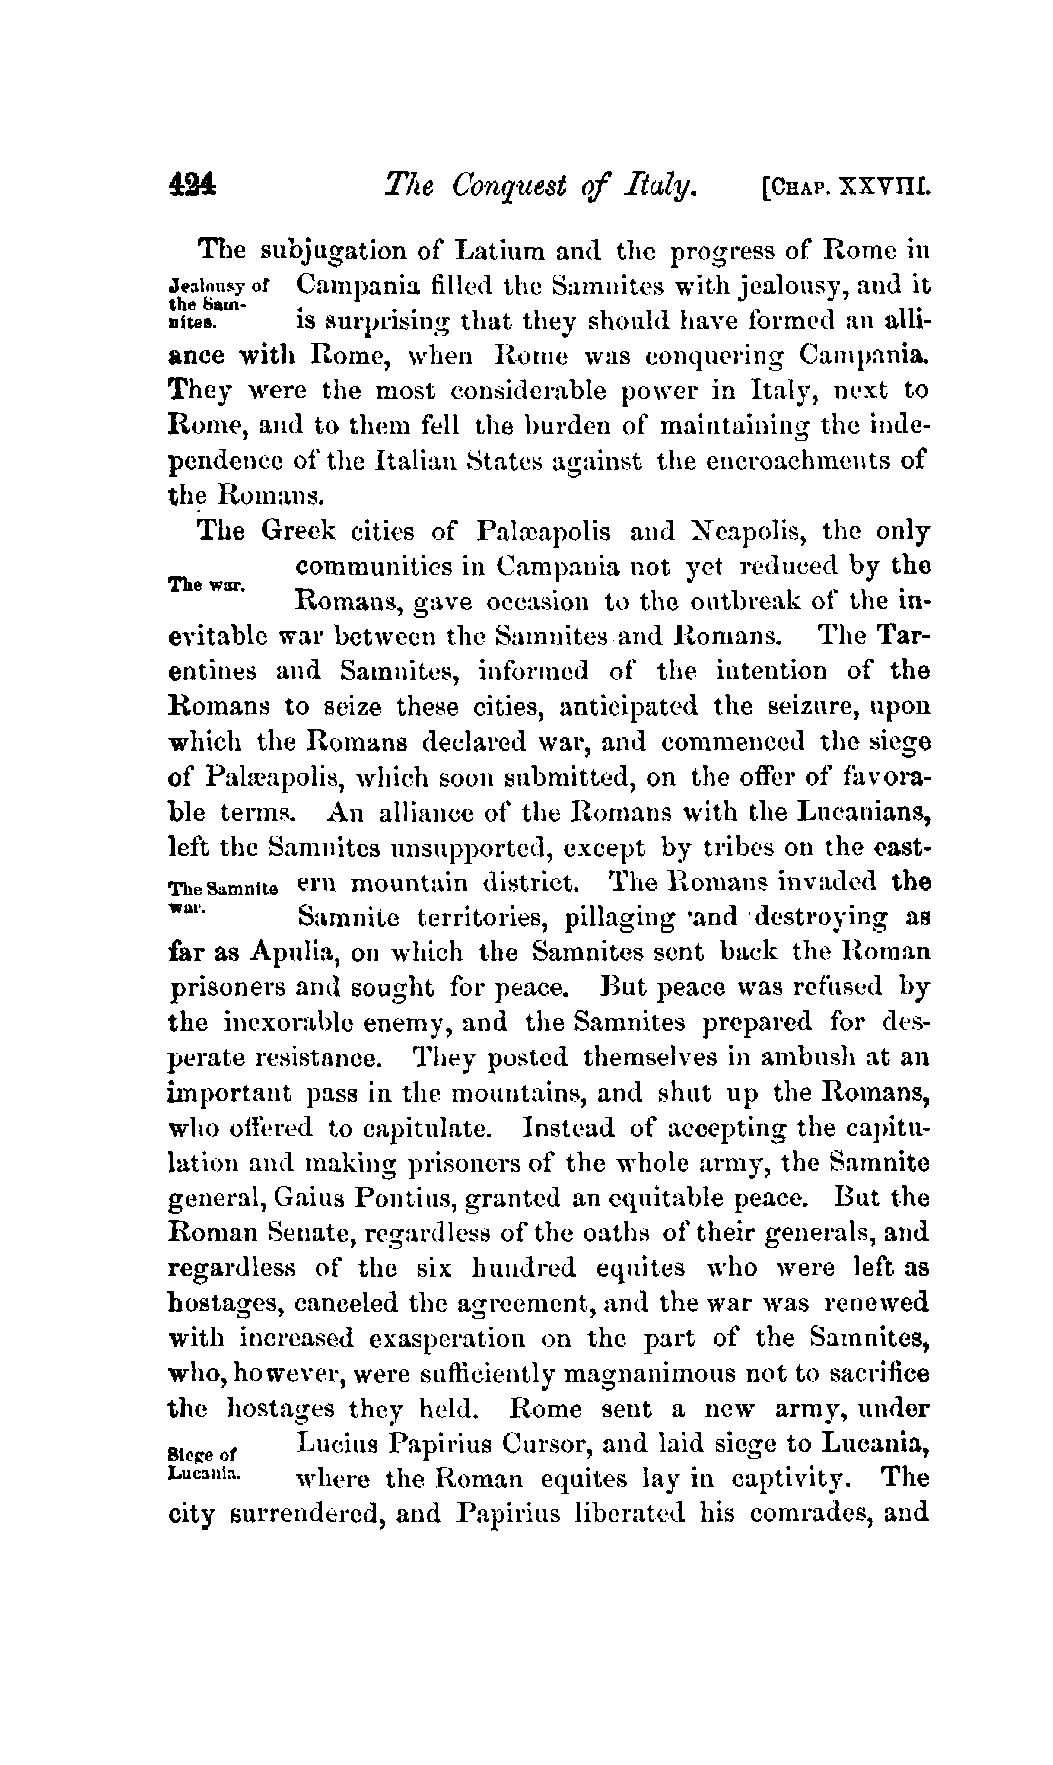 424 The Conquest of Italy. [CHAP. XXVIII.
The subjugation of Latium and the progress of Rome in
Jealousy of the Samnites.
Campania filled the Samnites with jealousy, and it
is surprising that they should have formed an alli-
ance with Rome, when Rome was conquering Campania.
They were the most considerable power in Italy, next to
Rome, and to them fell the burden of maintaining the inde-
pendence of the Italian States against the encroachments of
the Romans.
The Greek cities of Palæapolis and Neapolis, the only
The war.
communities in Campania not yet reduced by the
Romans, gave occasion to the outbreak of the in-
evitable war between the Samnites and Romans. The Tar-
entines and Samnites, informed of the intention of the
Romans to seize these cities, anticipated the seizure, upon
which the Romans declared war, and commenced the siege
of Palæapolis, which soon submitted, on the offer of favora-
ble terms. An alliance of the Romans with the Lucanians,
left the Samnites unsupported, except by tribes on the east-
The Samnite war.
ern mountain district. The Romans invaded the
Samnite territories, pillaging and destroying as
far as Apulia, on which the Samnites sent back the Roman
prisoners and sought for peace. But peace was refused by
the inexorable enemy, and the Samnites prepared for des-
perate resistance. They posted themselves in ambush at an
important pass in the mountains, and shut up the Romans,
who offered to capitulate. Instead of accepting the capitu-
lation and making prisoners of the whole army, the Samnite
general, Gaius Pontius, granted an equitable peace. But the
Roman Senate, regardless of the oaths of their generals, and
regardless of the six hundred equites who were left as
hostages, canceled the agreement, and the war was renewed
with increased exasperation on the part of the Samnites,
who, however, were sufficiently magnanimous not to sacrifice
the hostages they held. Rome sent a new army, under
Siege of Lucania.
Lucius Papirius Cursor, and laid siege to Lucania,
where the Roman equites lay in captivity. The
city surrendered, and Papirius liberated his comrades, and